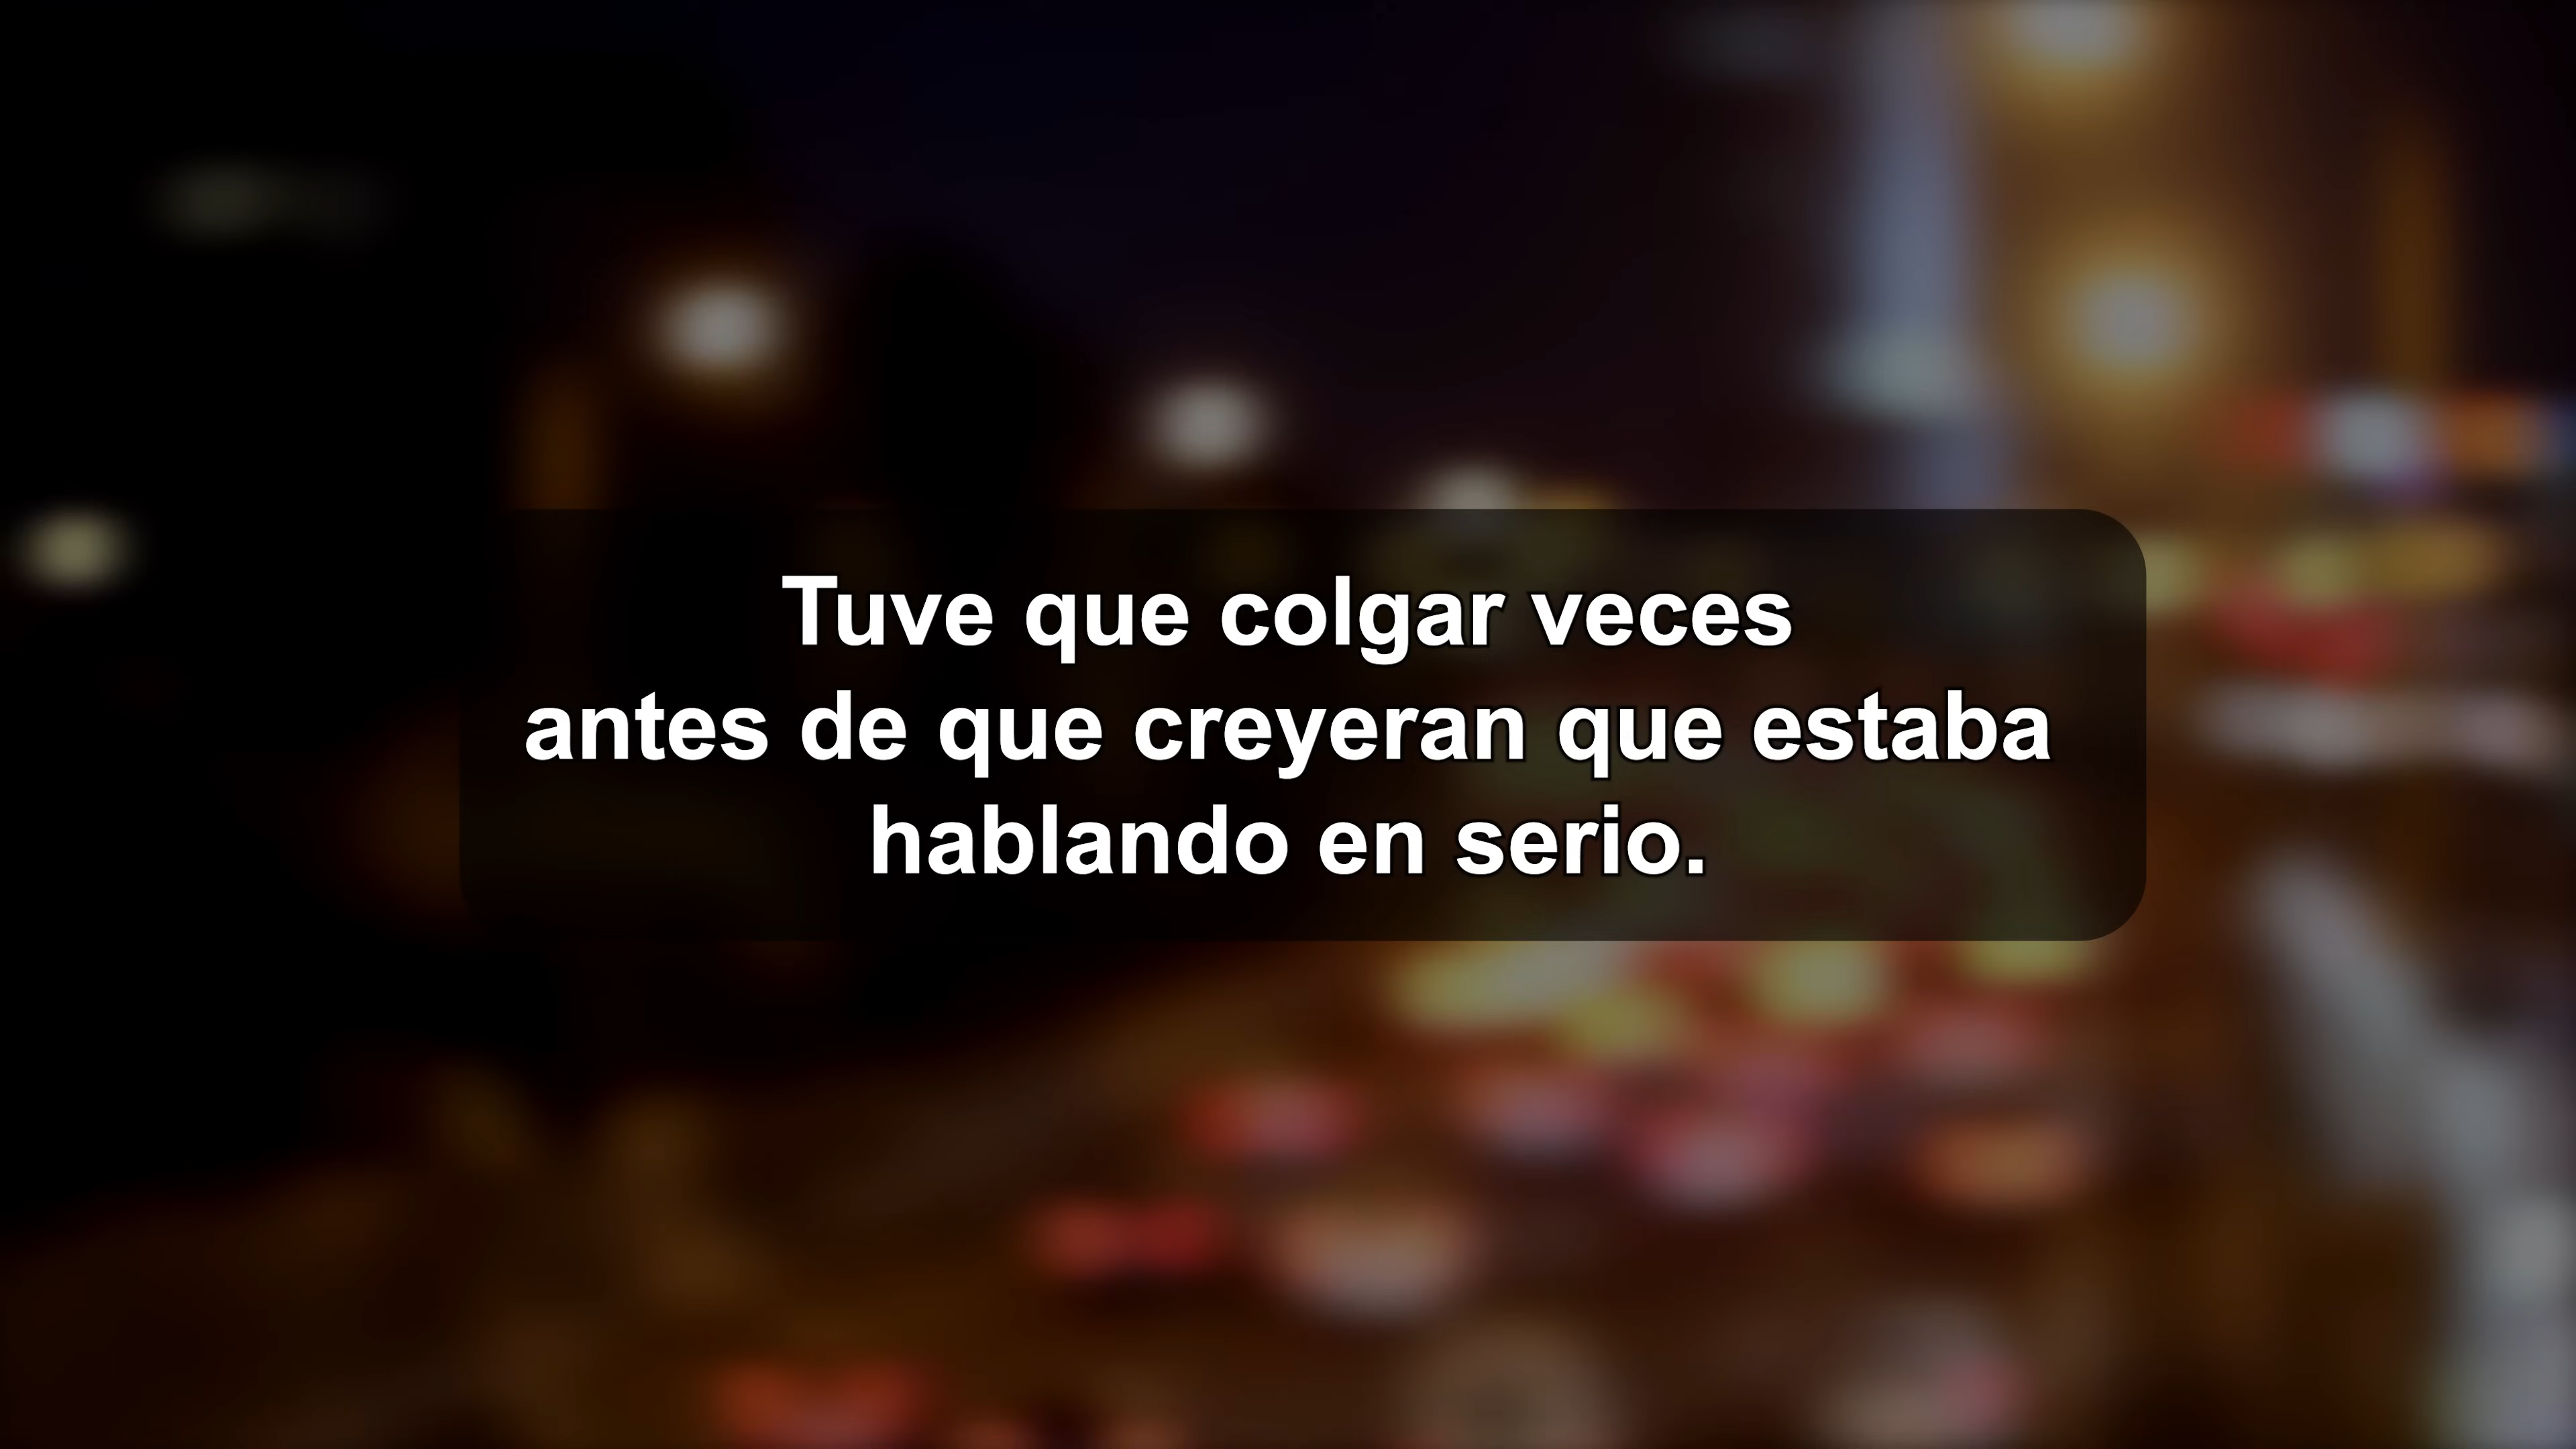 Tuve que colgar veces
antes de que creyeran que estaba
hablando en serio.